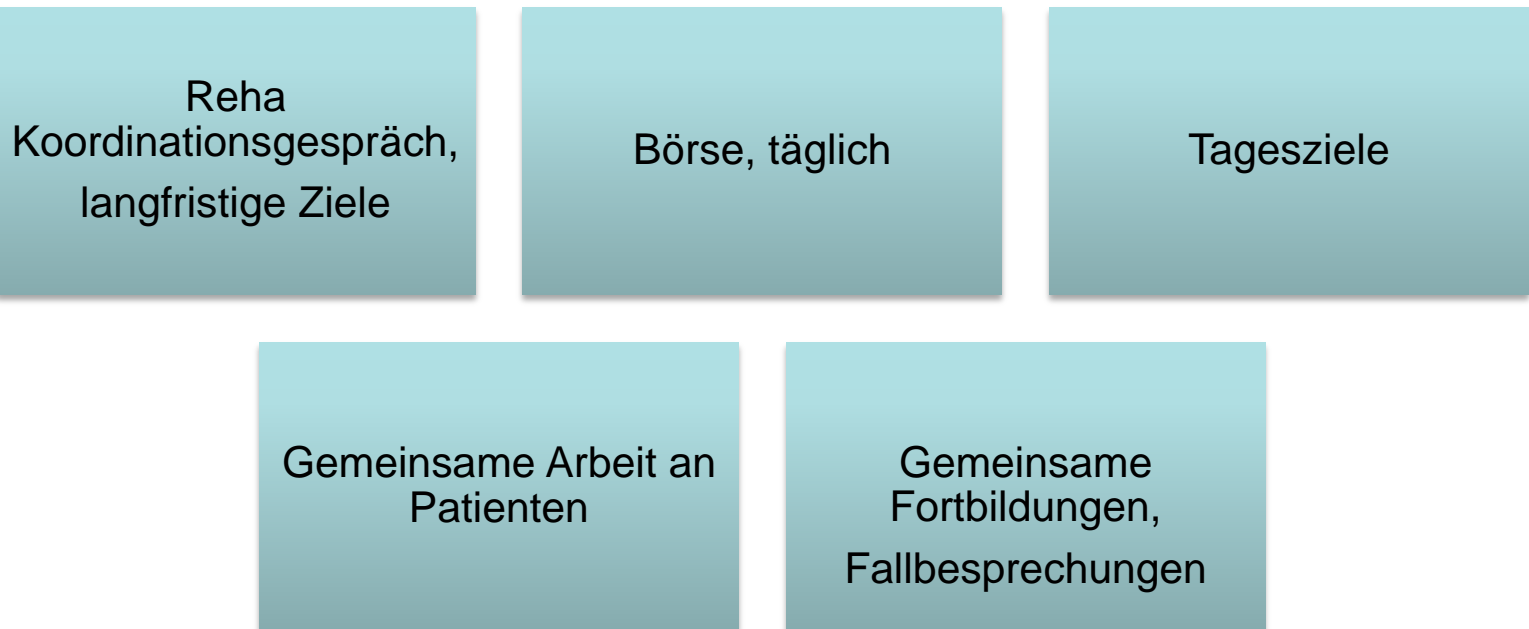 Reha
Koordinationsgespräch,
langfristige Ziele
Börse, täglich
Tagesziele
Gemeinsame Arbeit an
Patienten
Gemeinsame
Fortbildungen,
Fallbesprechungen